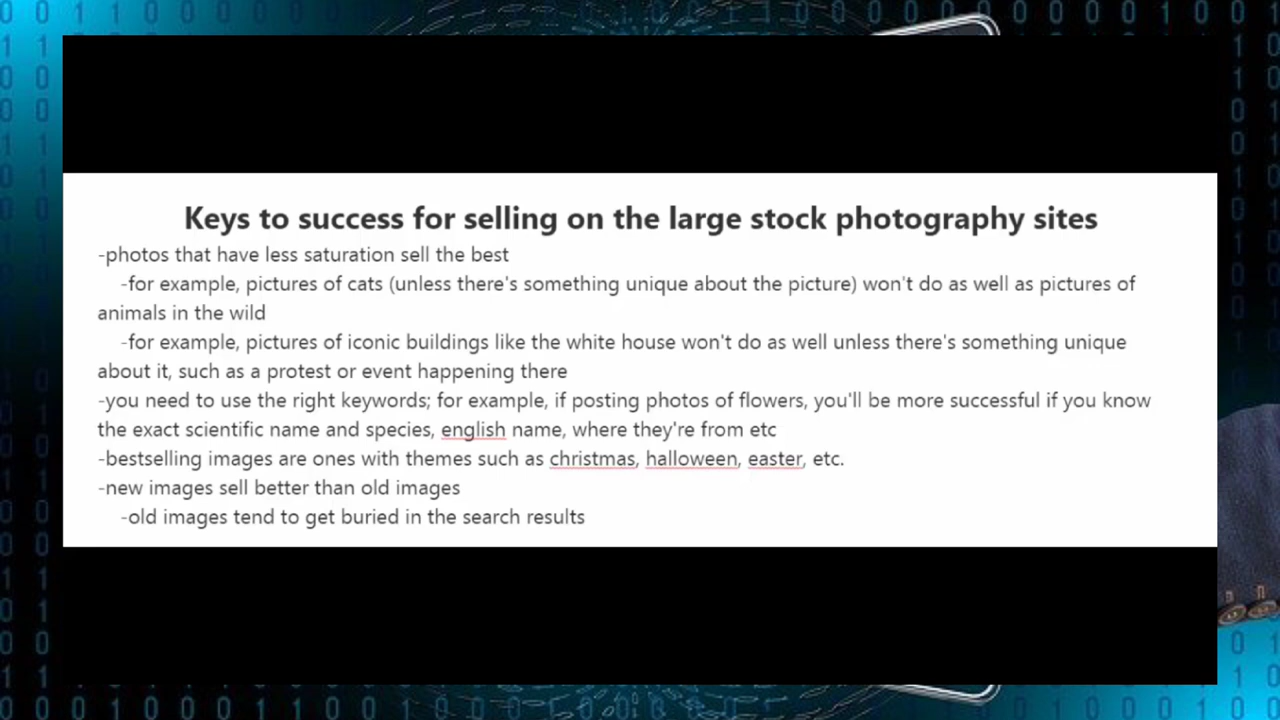 Keys to success for selling on the large stock photography sites
-photos that have less saturation sell the best
-for example, pictures of cats (unless there's something unique about the picture) won't do as well as pictures of
animals in the wild
-for example, pictures of iconic buildings like the white house won't do as well unless there's something unique
about it, such as a protest or event happening there
-you need to use the right keywords; for example, if posting photos of flowers, you'll be more successful if you know
the exact scientific name and species, english name, where they're from etc
-bestselling images are ones with themes such as christmas, halloween, easter, etc.
-new images sell better than old images
-old images tend to get buried in the search results